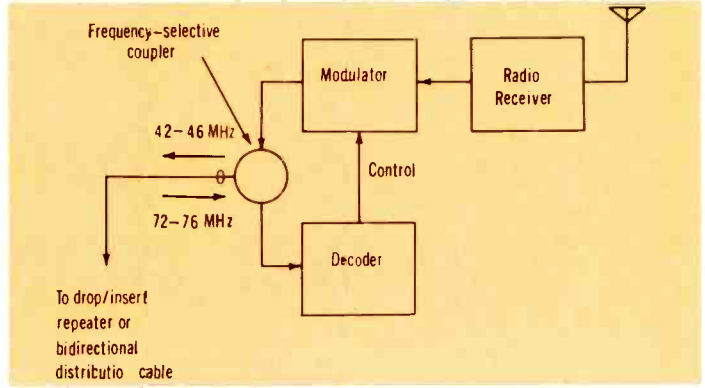 Frequency-selective
coupler
Modulator
Radio
Receiver
42-46 MHz
Control
72-76 MHz
Decoder
To drop/insert
repeater or
bidirectional
distributio cable